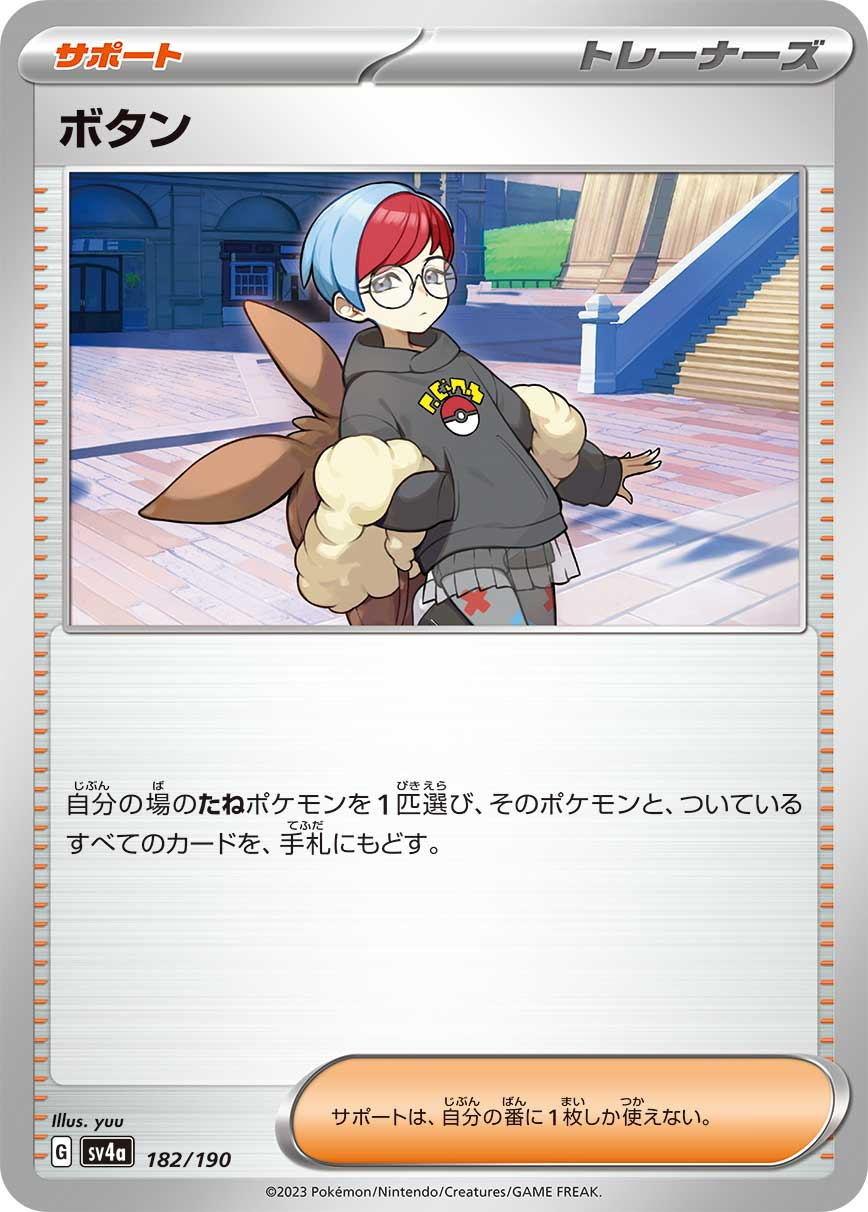 サポート
トレーナーズ
ボタン
自分の場のたねポケモンを1匹選び、そのポケモンと、ついている
すべてのカードを、手札にもどす。
サポートは、自分の番に1枚しか使えない。
Illus. yuu
G sv4a 182/190
©2023 Pokémon/Nintendo/Creatures/GAME FREAK.